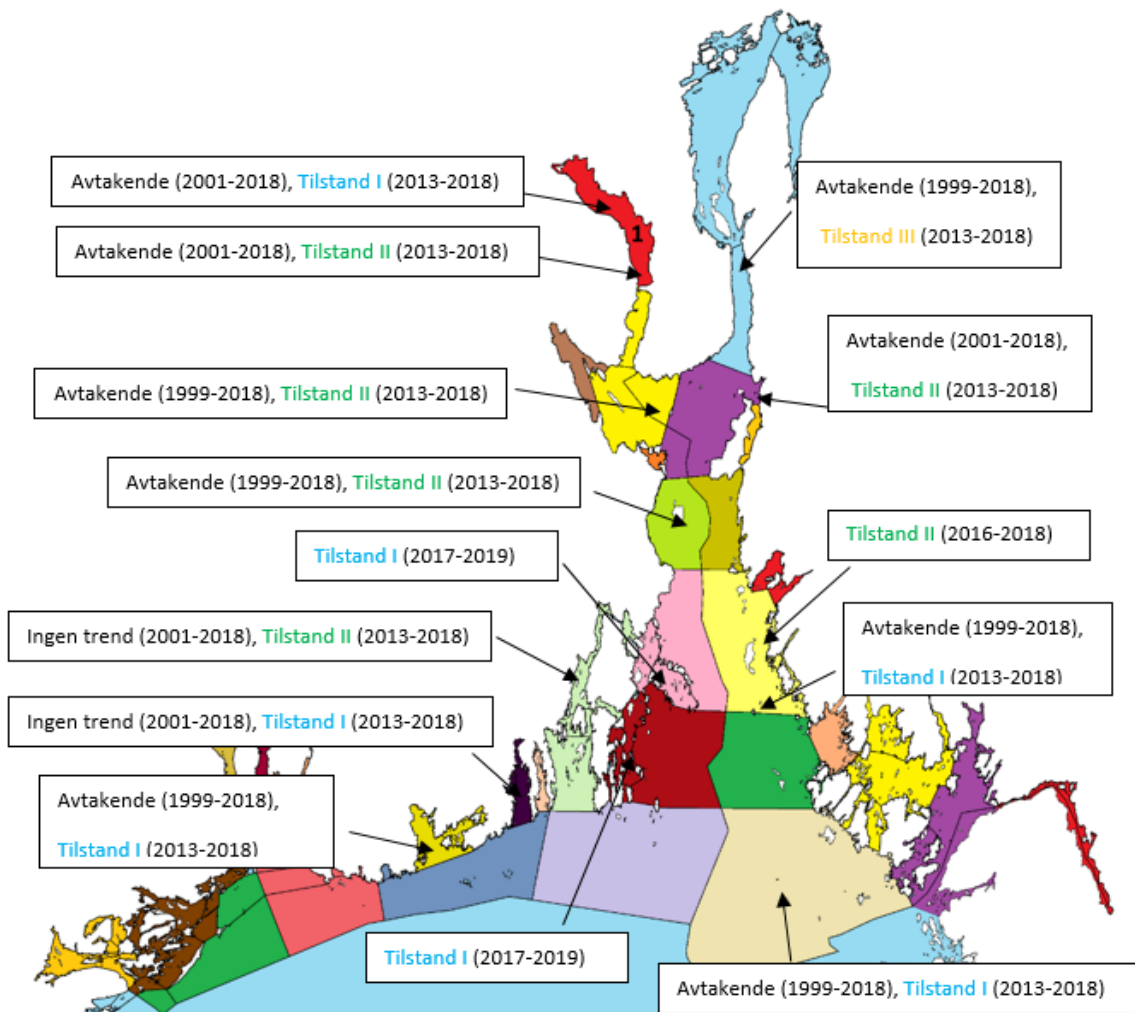 Avtakende (2001-2018), Tilstand I (2013-2018)
1
Avtakende (2001-2018), Tilstand II (2013-2018)
Avtakende (1999-2018),
Tilstand III (2013-2018)
Avtakende (2001-2018),
Tilstand II (2013-2018)
Avtakende (1999-2018), Tilstand II (2013-2018)
Avtakende (1999-2018), Tilstand II (2013-2018)
Tilstand II (2016-2018)
Tilstand I (2017-2019)
Avtakende (1999-2018),
Tilstand I (2013-2018)
Ingen trend (2001-2018), Tilstand II (2013-2018)
Ingen trend (2001-2018), Tilstand I (2013-2018)
Avtakende (1999-2018),
Tilstand I (2013-2018)
Tilstand I (2017-2019)
Avtakende (1999-2018), Tilstand I (2013-2018)